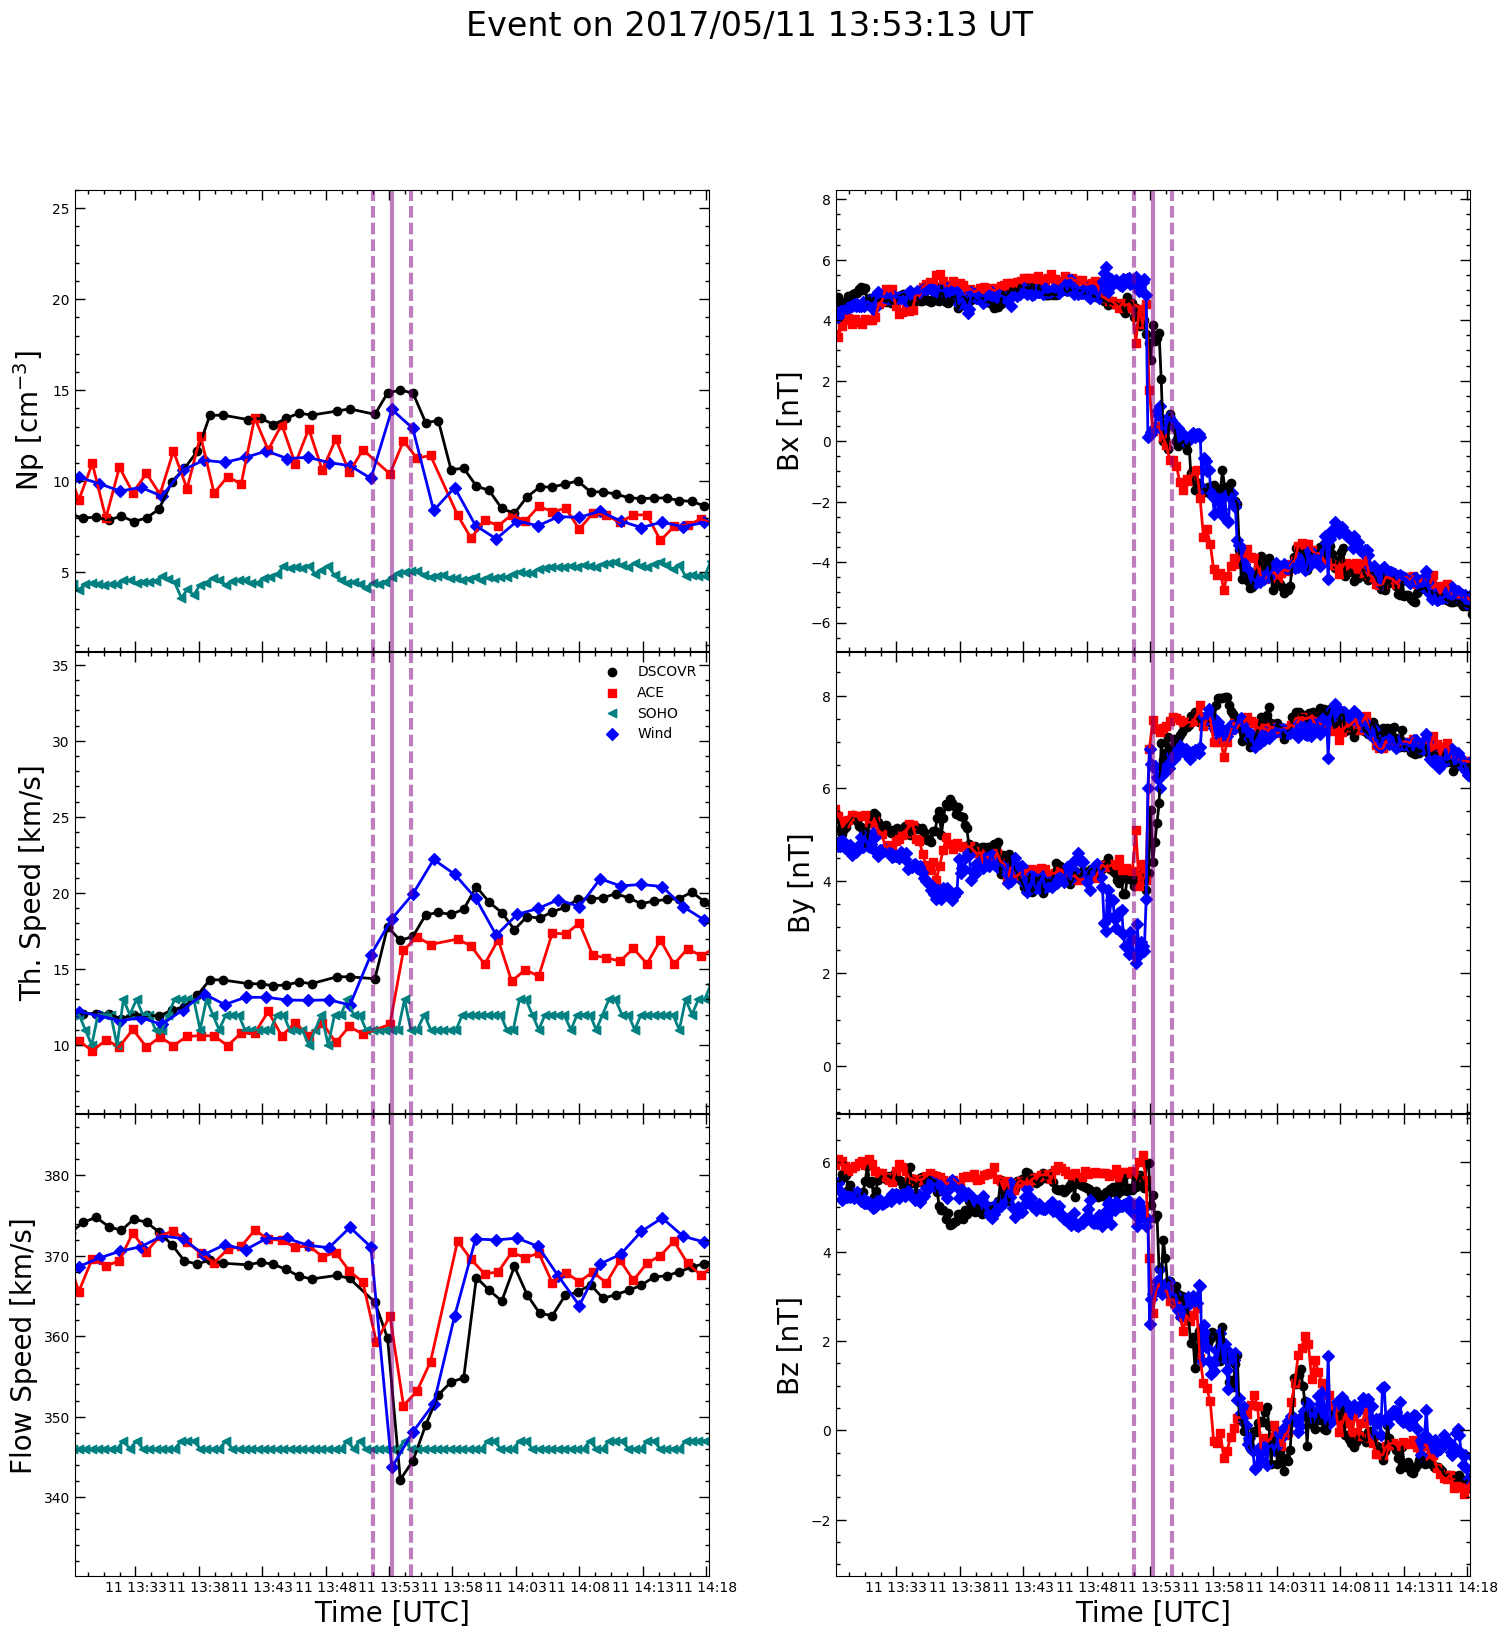 Event on 2017/05/11 13:53:13 UT
Np [cm⁻³]
25
20
15
10
5
Bx [nT]
8
6
4
2
0
−2
−4
−6
Th. Speed [km/s]
35
30
25
20
15
10
DSCOVR
ACE
SOHO
Wind
By [nT]
8
6
4
2
0
Flow Speed [km/s]
380
370
360
350
340
Bz [nT]
6
4
2
0
−2
11 13:33 11 13:38 11 13:43 11 13:48 11 13:53 11 13:58 11 14:03 11 14:08 11 14:13 11 14:18
Time [UTC]
11 13:33 11 13:38 11 13:43 11 13:48 11 13:53 11 13:58 11 14:03 11 14:08 11 14:13 11 14:18
Time [UTC]